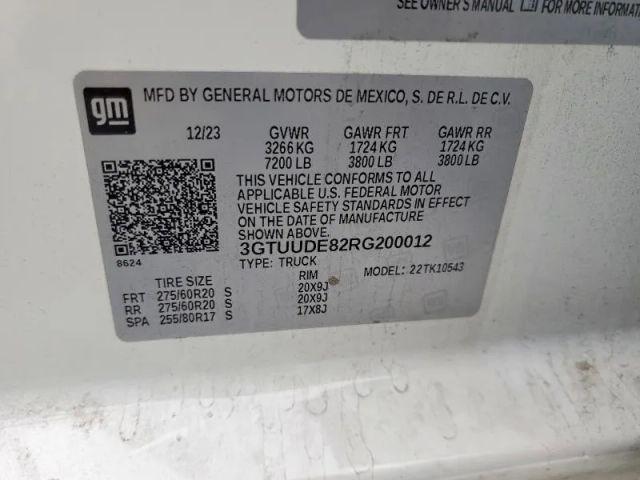 SEE OWNER'S MANUAL FOR MORE INFORMAT
gm
MFD BY GENERAL MOTORS DE MEXICO, S. DE R.L. DE C.V.
12/23 GVWR GAWR FRT GAWR RR
3266 KG 1724 KG 1724 KG
7200 LB 3800 LB 3800 LB
THIS VEHICLE CONFORMS TO ALL
APPLICABLE U.S. FEDERAL MOTOR
VEHICLE SAFETY STANDARDS IN EFFECT
ON THE DATE OF MANUFACTURE
SHOWN ABOVE.
3GTUUDE82RG200012
8624
TYPE: TRUCK MODEL: 22TK10543
TIRE SIZE RIM
FRT 275/60R20 S 20X9J
RR 275/60R20 S 20X9J
SPA 255/80R17 S 17X8J